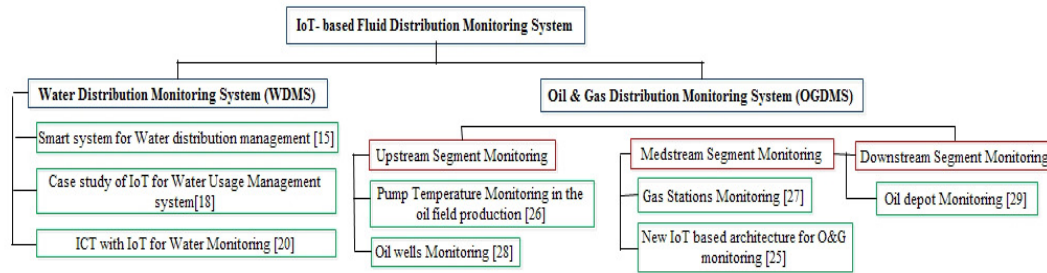 IoT- based Fluid Distribution Monitoring System
Water Distribution Monitoring System (WDMS)
Oil & Gas Distribution Monitoring System (OGDMS)
Smart system for Water distribution management [15]
Case study of IoT for Water Usage Management
system[18]
ICT with IoT for Water Monitoring [20]
Upstream Segment Monitoring
Pump Temperature Monitoring in the
oil field production [26]
Oil wells Monitoring [28]
Medstream Segment Monitoring
Gas Stations Monitoring [27]
New IoT based architecture for O&G
monitoring [25]
Downstream Segment Monitoring
Oil depot Monitoring [29]